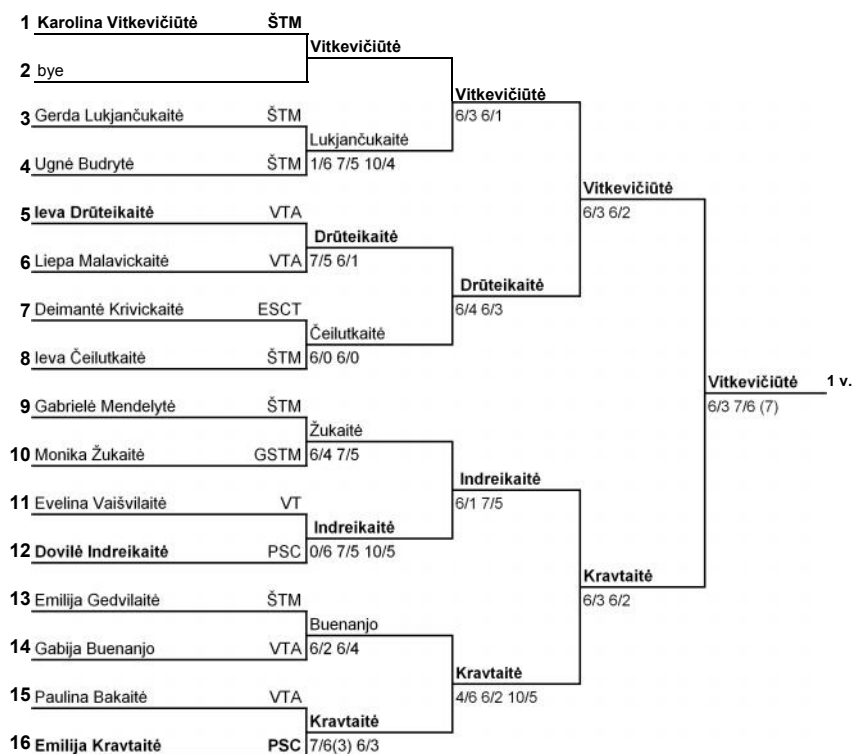 1 Karolina Vitkevičiūtė ŠTM
Vitkevičiūtė
2 bye
Vitkevičiūtė
6/3 6/1
3 Gerda Lukjančukaitė ŠTM
Lukjančukaitė
1/6 7/5 10/4
4 Ugnė Budrytė ŠTM
Vitkevičiūtė
6/3 6/2
5 Ieva Drūteikaitė VTA
Drūteikaitė
7/5 6/1
6 Liepa Malavickaitė VTA
Drūteikaitė
6/4 6/3
7 Deimantė Krivickaitė ESCT
Čeilutkaitė
6/0 6/0
8 Ieva Čeilutkaitė ŠTM
Vitkevičiūtė 1 v.
6/3 7/6 (7)
9 Gabrielė Mendelytė ŠTM
Žukaitė
6/4 7/5
10 Monika Žukaitė GSTM
Indreikaitė
6/1 7/5
11 Evelina Vaišvilaitė VT
Indreikaitė
0/6 7/5 10/5
12 Dovilė Indreikaitė PSC
Kravtaitė
6/3 6/2
13 Emilija Gedvilaitė ŠTM
Buenanjo
6/2 6/4
14 Gabija Buenanjo VTA
Kravtaitė
4/6 6/2 10/5
15 Paulina Bakaitė VTA
Kravtaitė
7/6(3) 6/3
16 Emilija Kravtaitė PSC